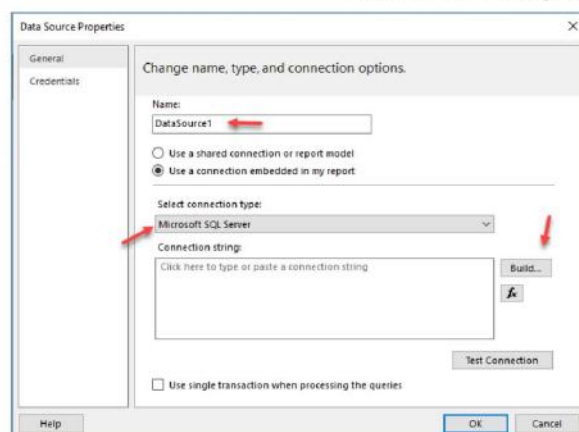 Data Source Properties
General
Credentials
Change name, type, and connection options.
Name:
DataSource1
Use a shared connection or report model
Use a connection embedded in my report
Select connection type:
Microsoft SQL Server
Connection string:
Click here to type or paste a connection string
Build...
fx
Test Connection
Use single transaction when processing the queries
Help
OK
Cancel